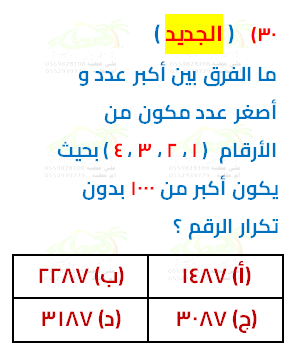 ٣٠) ( الجديد )
ما الفرق بين أكبر عدد و
أصغر عدد مكون من
الأرقام ( ١ ، ٢ ، ٣ ، ٤ ) بحيث
يكون أكبر من ١٠٠٠ بدون
تكرار الرقم ؟
(أ) ١٤٨٧ (ب) ٢٢٨٧
(ج) ٣٠٨٧ (د) ٣١٨٧